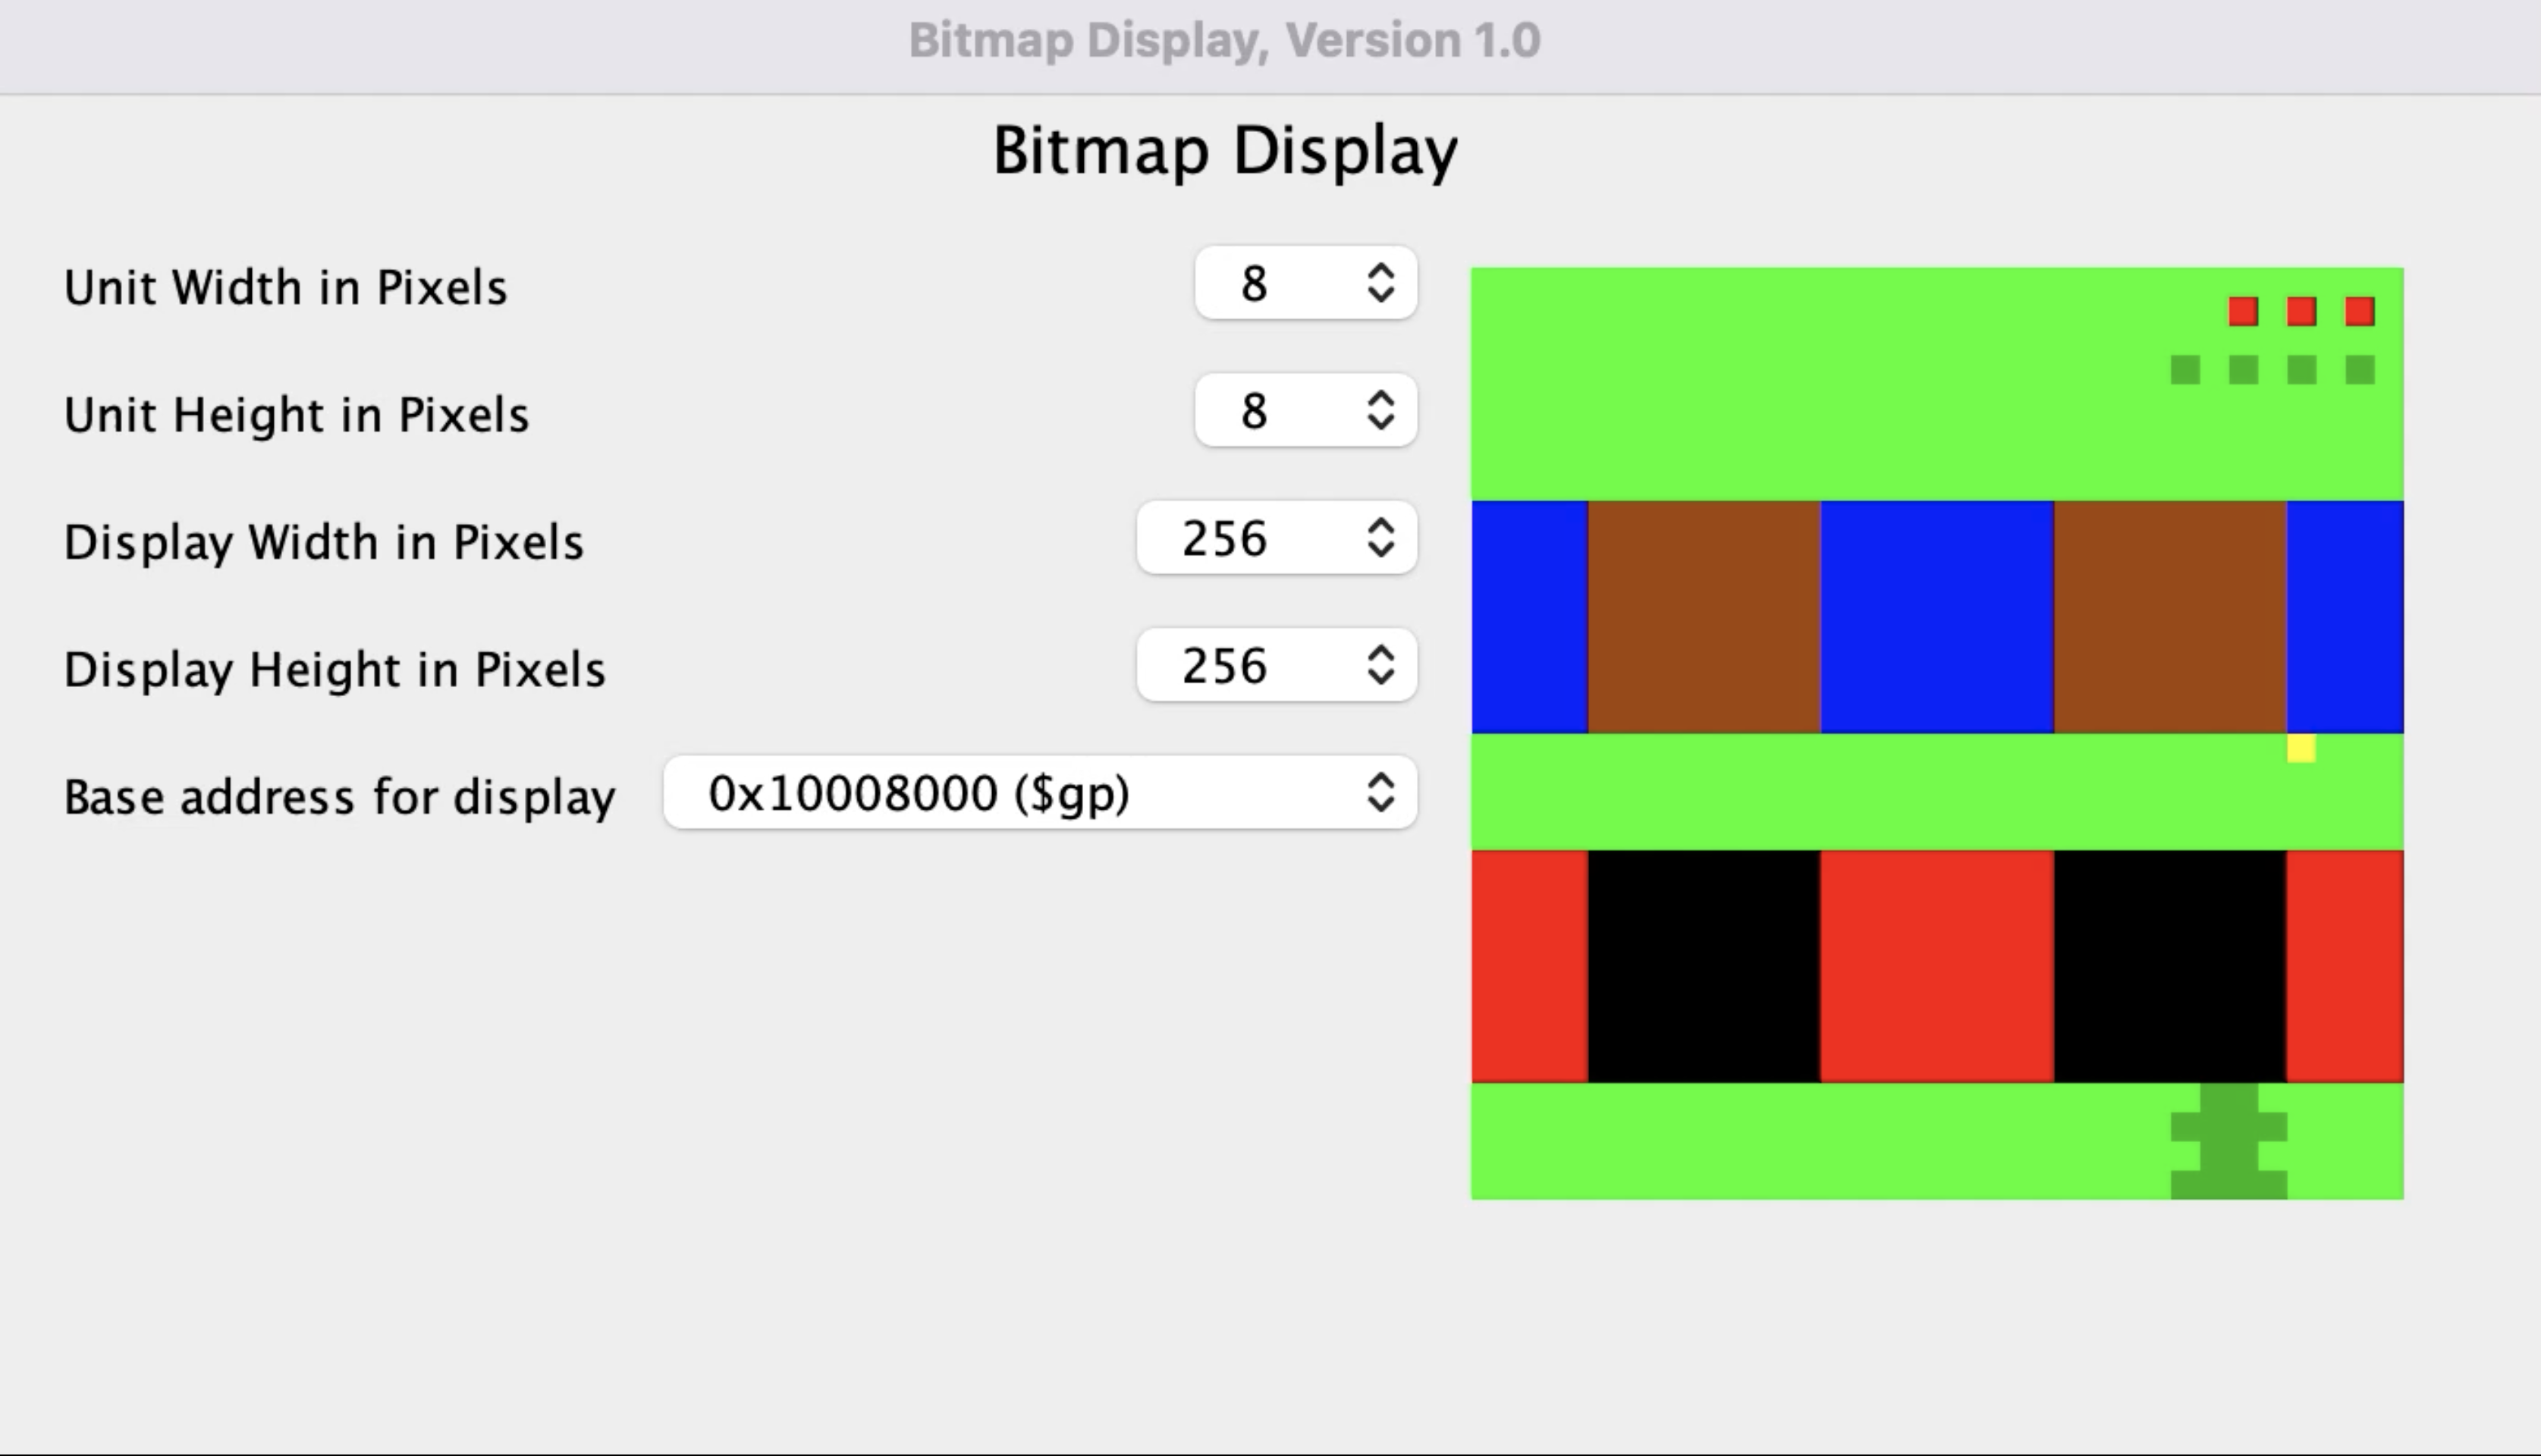 Bitmap Display, Version 1.0
Bitmap Display
Unit Width in Pixels 8
Unit Height in Pixels 8
Display Width in Pixels 256
Display Height in Pixels 256
Base address for display 0x10008000 ($gp)